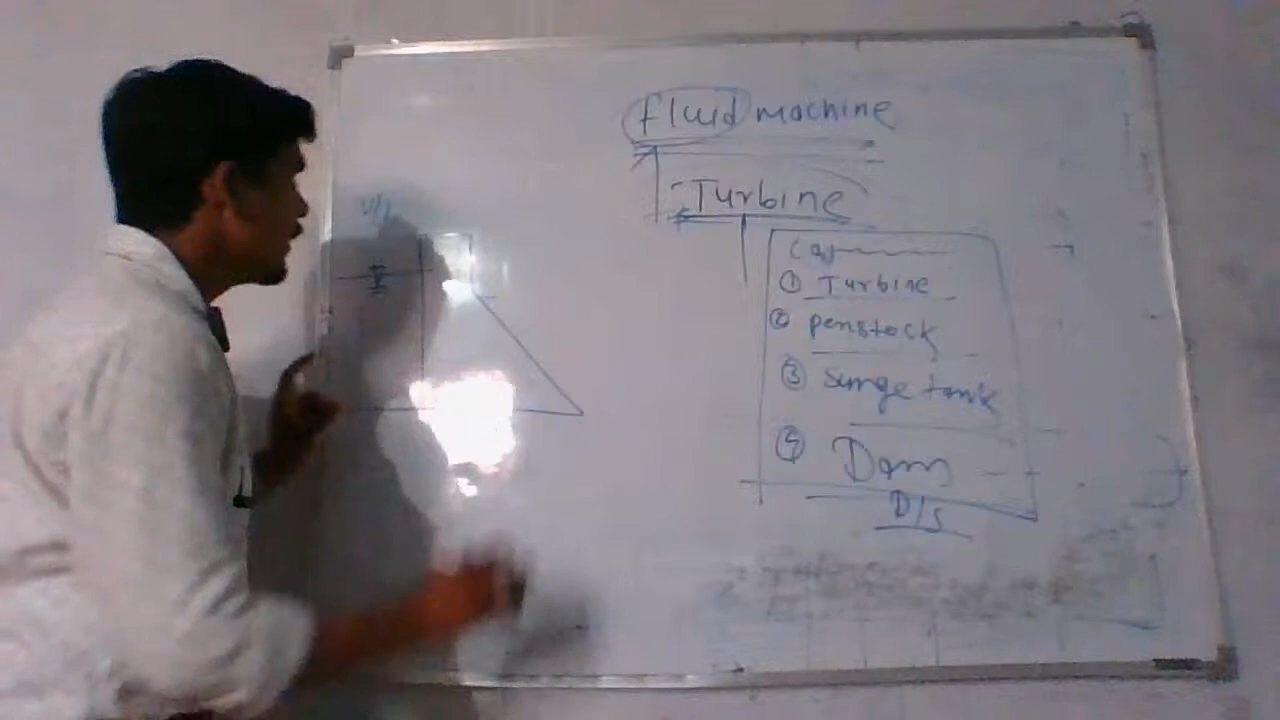 fluid machine
Turbine
① Turbine
② penstock
③ Surge tank
④ Dam
D/s